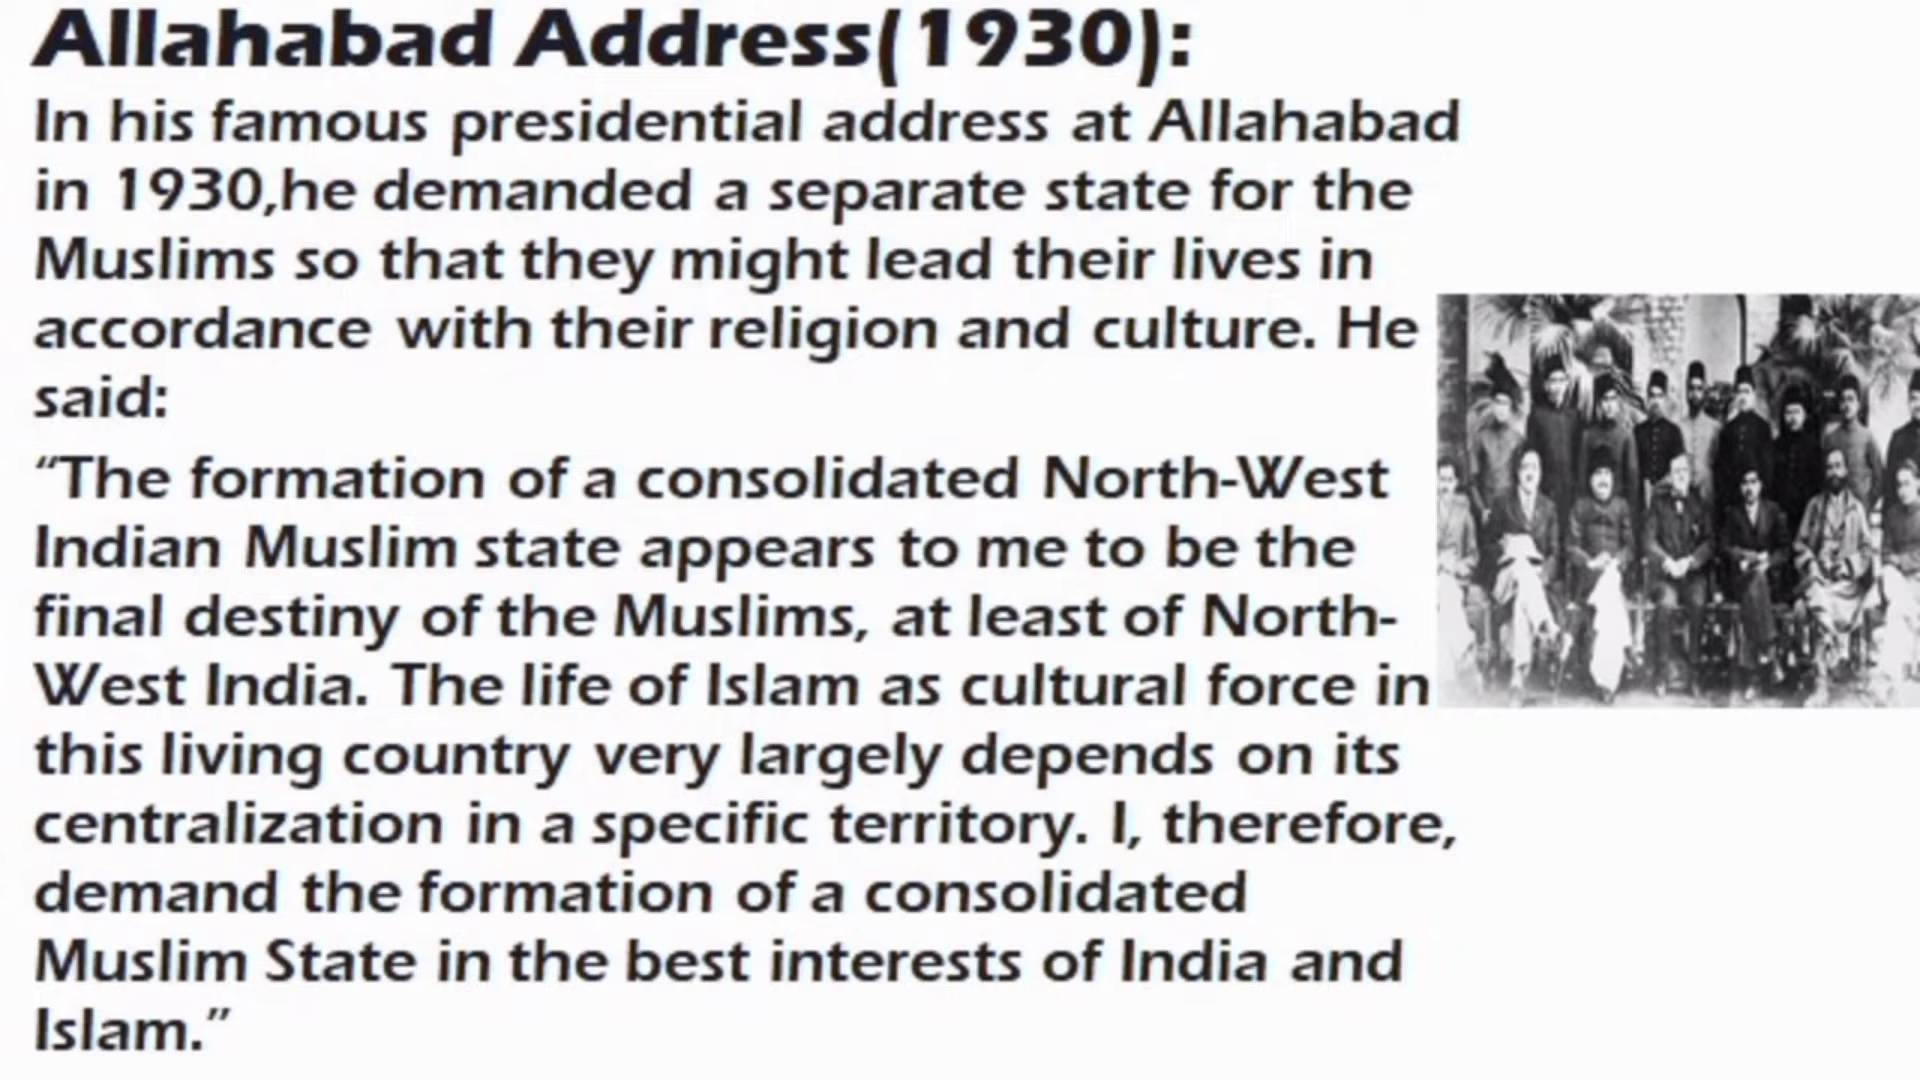 Allahabad Address(1930):
In his famous presidential address at Allahabad
in 1930,he demanded a separate state for the
Muslims so that they might lead their lives in
accordance with their religion and culture. He
said:
“The formation of a consolidated North-West
Indian Muslim state appears to me to be the
final destiny of the Muslims, at least of North-
West India. The life of Islam as cultural force in
this living country very largely depends on its
centralization in a specific territory. I, therefore,
demand the formation of a consolidated
Muslim State in the best interests of India and
Islam.”